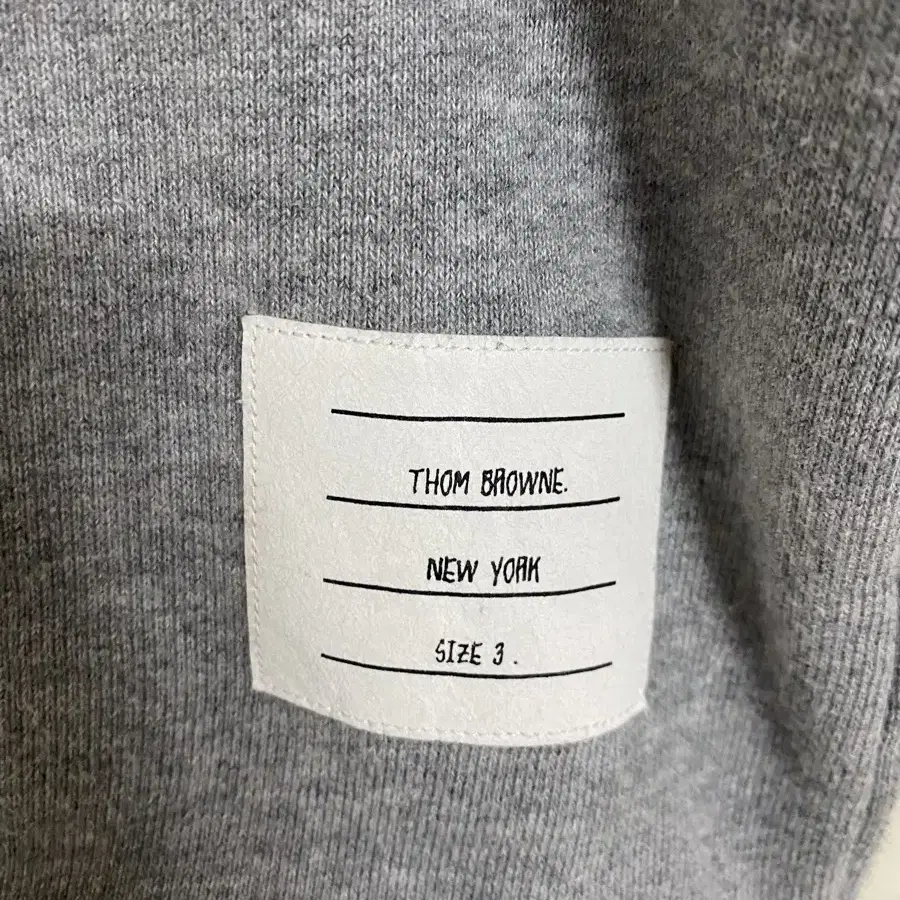 THOM BROWNE.
NEW YORK
SIZE 3 .